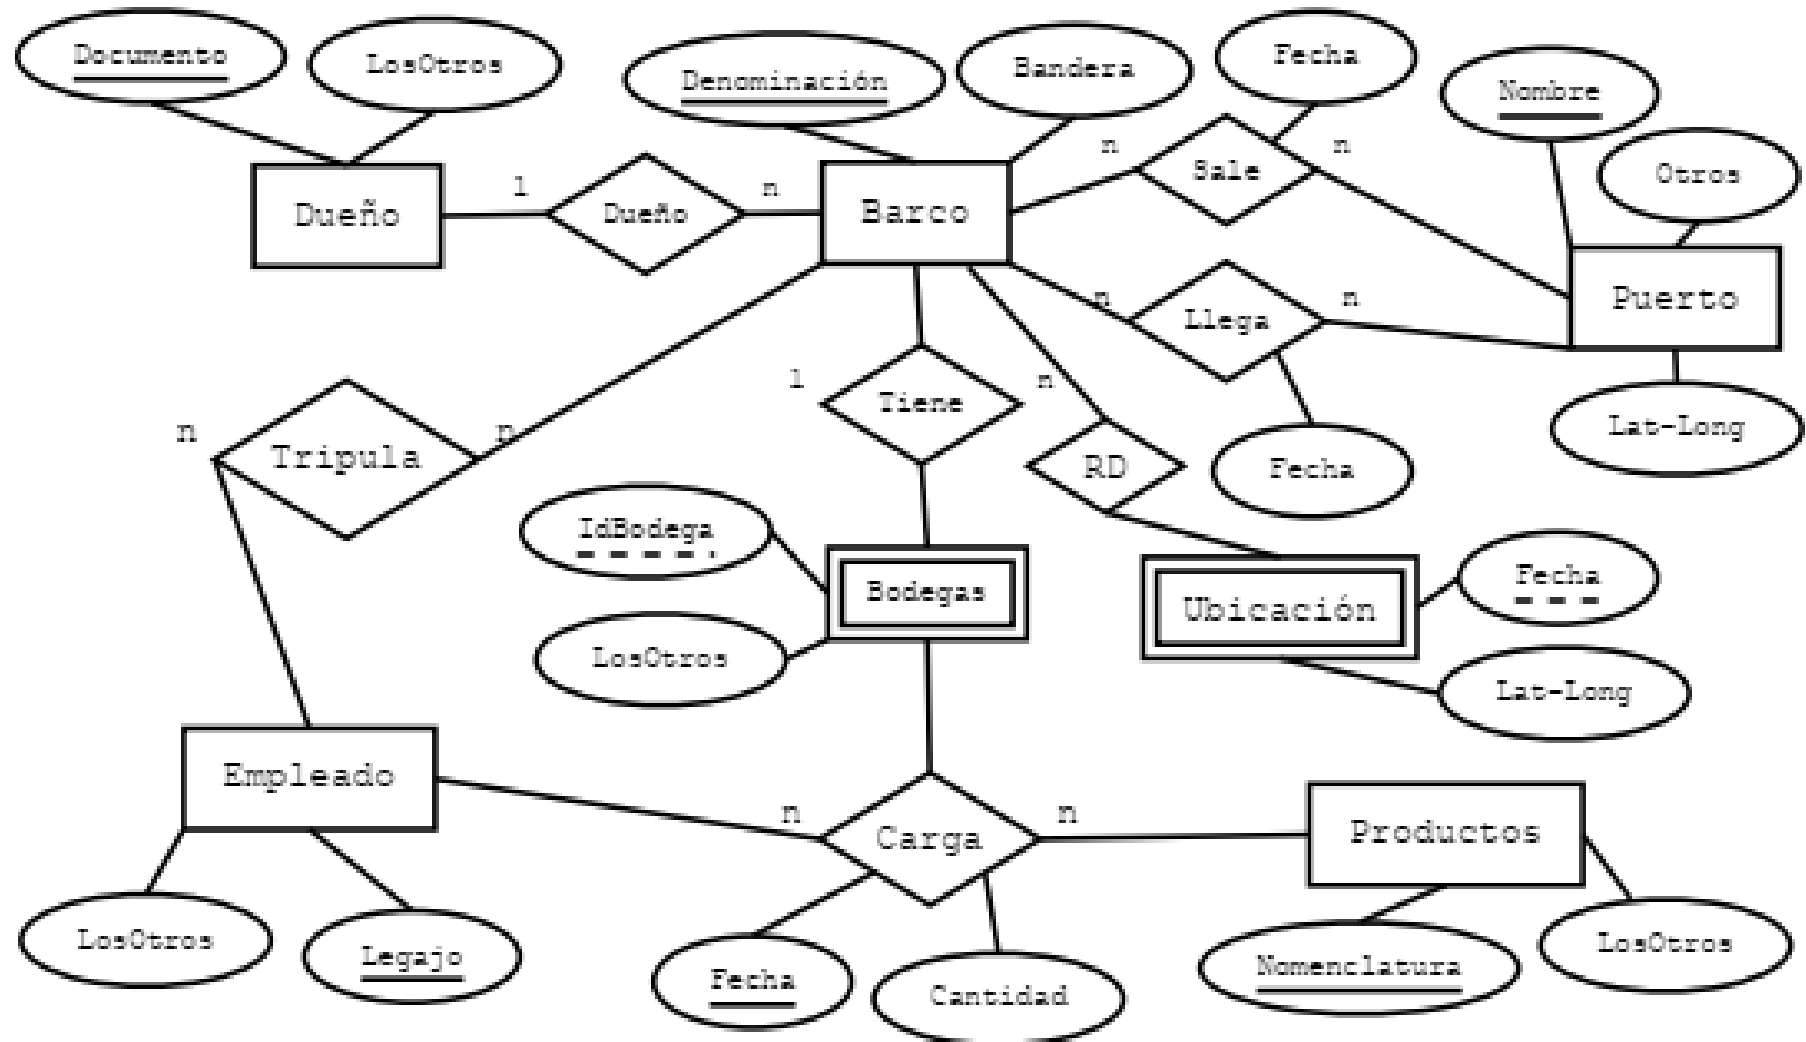 Documento
LosOtros
Denominación
Bandera
Fecha
Nombre
Otros
Dueño
1
Dueño
n
Barco
n
Sale
n
Puerto
n
Llega
n
Lat-Long
Fecha
n
Tripula
n
1
Tiene
n
RD
IdBodega
Bodegas
LosOtros
Ubicación
Fecha
Lat-Long
Empleado
n
Carga
n
Productos
LosOtros
Legajo
Fecha
Cantidad
Nomenclatura
LosOtros